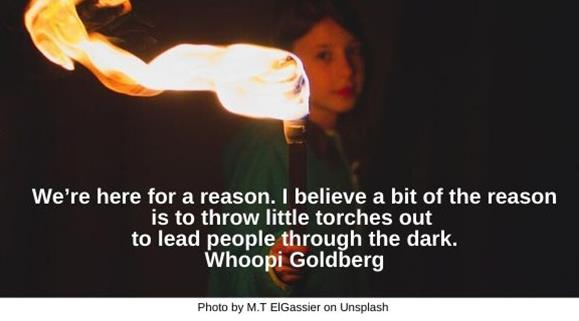 We’re here for a reason. I believe a bit of the reason
is to throw little torches out
to lead people through the dark.
Whoopi Goldberg
Photo by M.T ElGassier on Unsplash